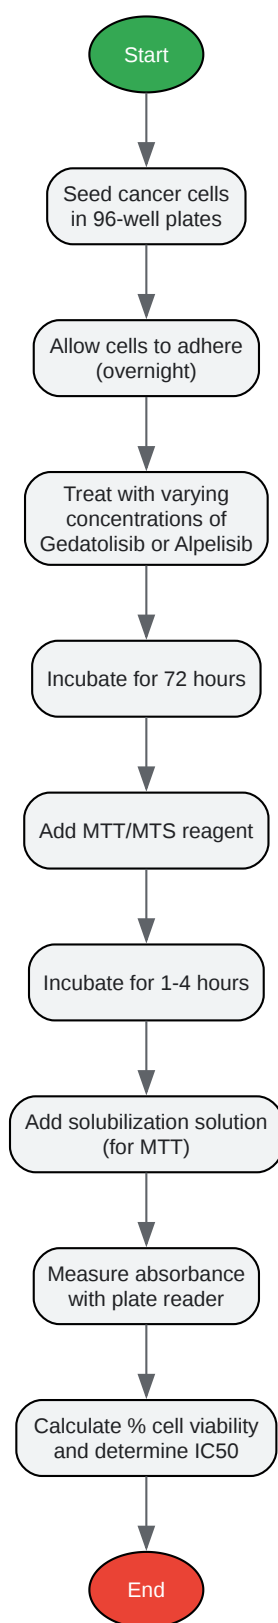 Start
Seed cancer cells
in 96-well plates
Allow cells to adhere
(overnight)
Treat with varying
concentrations of
Gedatolisib or Alpelisib
Incubate for 72 hours
Add MTT/MTS reagent
Incubate for 1-4 hours
Add solubilization solution
(for MTT)
Measure absorbance
with plate reader
Calculate % cell viability
and determine IC50
End